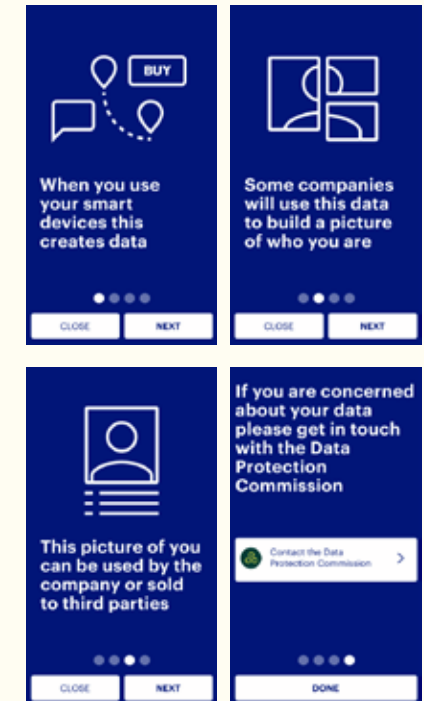 BUY
When you use
your smart
devices this
creates data
CLOSE
NEXT
Some companies
will use this data
to build a picture
of who you are
CLOSE
NEXT
This picture of you
can be used by the
company or sold
to third parties
CLOSE
NEXT
If you are concerned
about your data
please get in touch
with the Data
Protection
Commission
Contact the Data
Protection Commission
DONE